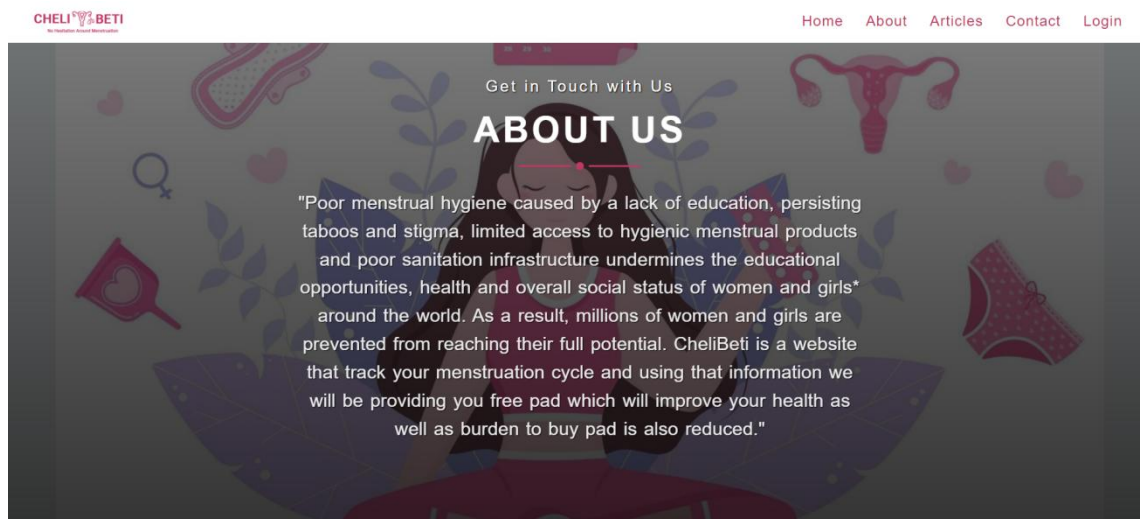 CHELI BETI
No Hesitation Around Menstruation
Home About Articles Contact Login
Get in Touch with Us
ABOUT US
"Poor menstrual hygiene caused by a lack of education, persisting
taboos and stigma, limited access to hygienic menstrual products
and poor sanitation infrastructure undermines the educational
opportunities, health and overall social status of women and girls*
around the world. As a result, millions of women and girls are
prevented from reaching their full potential. CheliBeti is a website
that track your menstruation cycle and using that information we
will be providing you free pad which will improve your health as
well as burden to buy pad is also reduced."